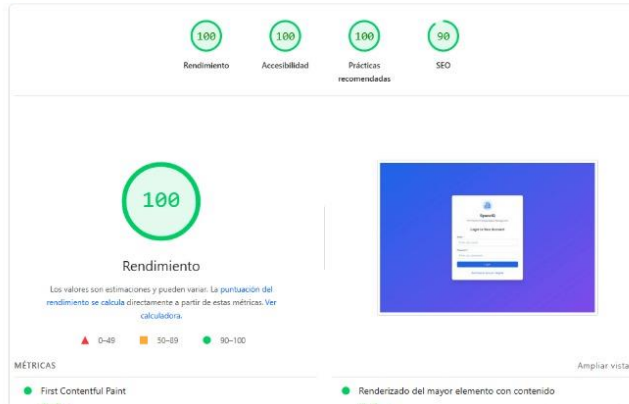 100
100
100
90
Rendimiento
Accesibilidad
Prácticas
recomendadas
SEO
100
Rendimiento
Los valores son estimaciones y pueden variar. La puntuación del
rendimiento se calcula directamente a partir de estas métricas. Ver
calculadora.
0–49
50–89
90–100
MÉTRICAS
Ampliar vista
First Contentful Paint
Renderizado del mayor elemento con contenido